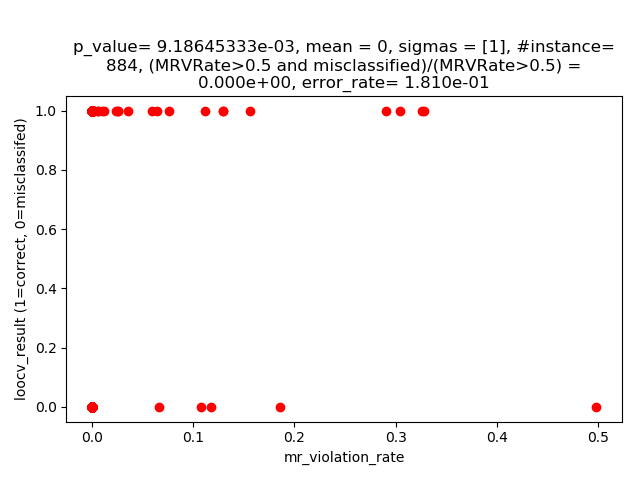 p_value= 9.18645333e-03, mean = 0, sigmas = [1], #instance=
884, (MRVRate>0.5 and misclassified)/(MRVRate>0.5) =
0.000e+00, error_rate= 1.810e-01
1.0
0.8
0.6
0.4
0.2
0.0
loocv_result (1=correct, 0=misclassifed)
0.0 0.1 0.2 0.3 0.4 0.5
mr_violation_rate